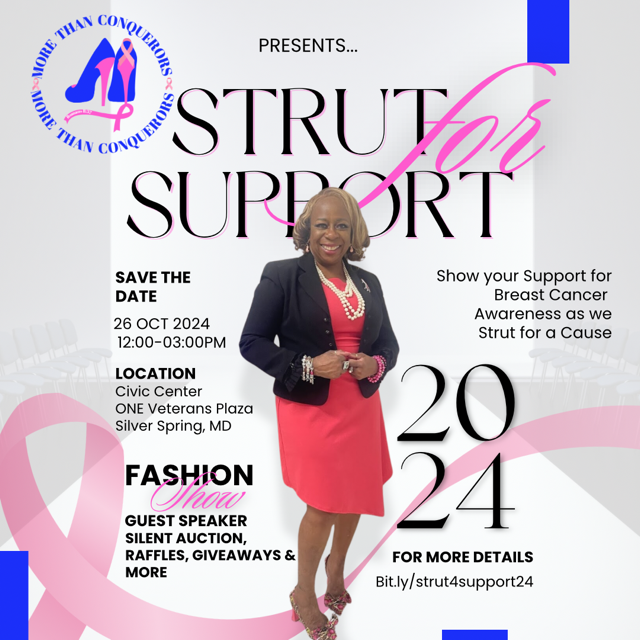 MORE THAN CONQUERORS
MORE THAN CONQUERORS
PRESENTS...
STRUT for
SUPPORT
SAVE THE
DATE
26 OCT 2024
12:00-03:00PM
LOCATION
Civic Center
ONE Veterans Plaza
Silver Spring, MD
FASHION
Show
GUEST SPEAKER
SILENT AUCTION,
RAFFLES, GIVEAWAYS &
MORE
Show your Support for
Breast Cancer
Awareness as we
Strut for a Cause
20
24
FOR MORE DETAILS
Bit.ly/strut4support24